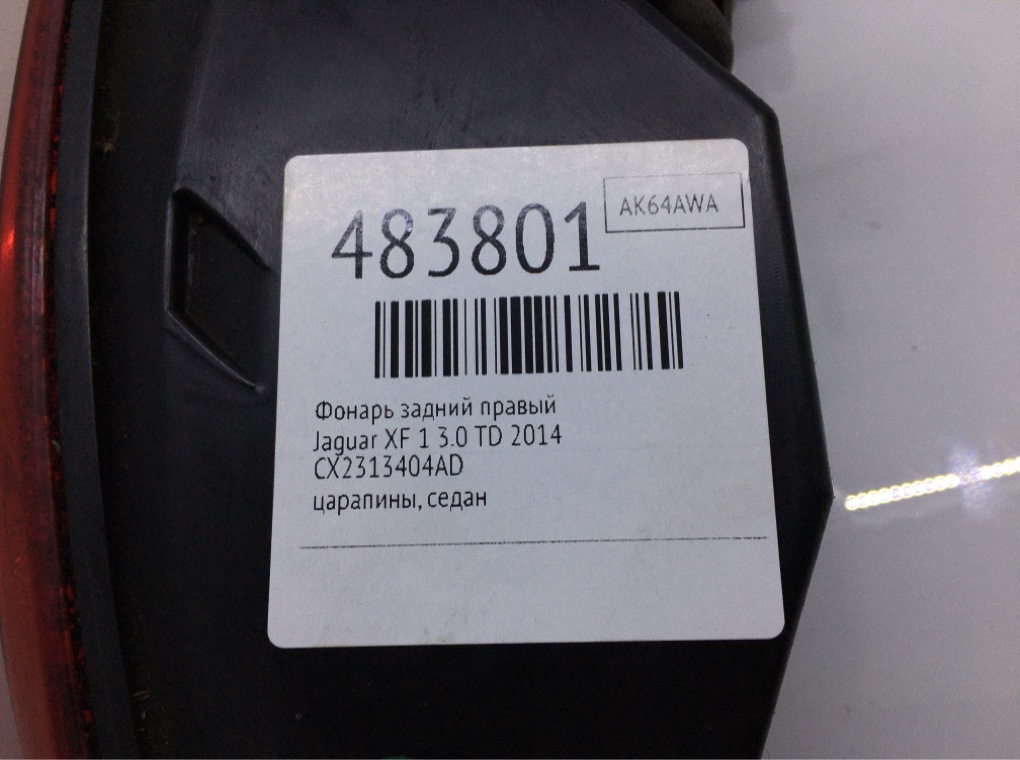 AK64AWA
483801
Фонарь задний правый
Jaguar XF 1 3.0 TD 2014
CX2313404AD
царапины, седан